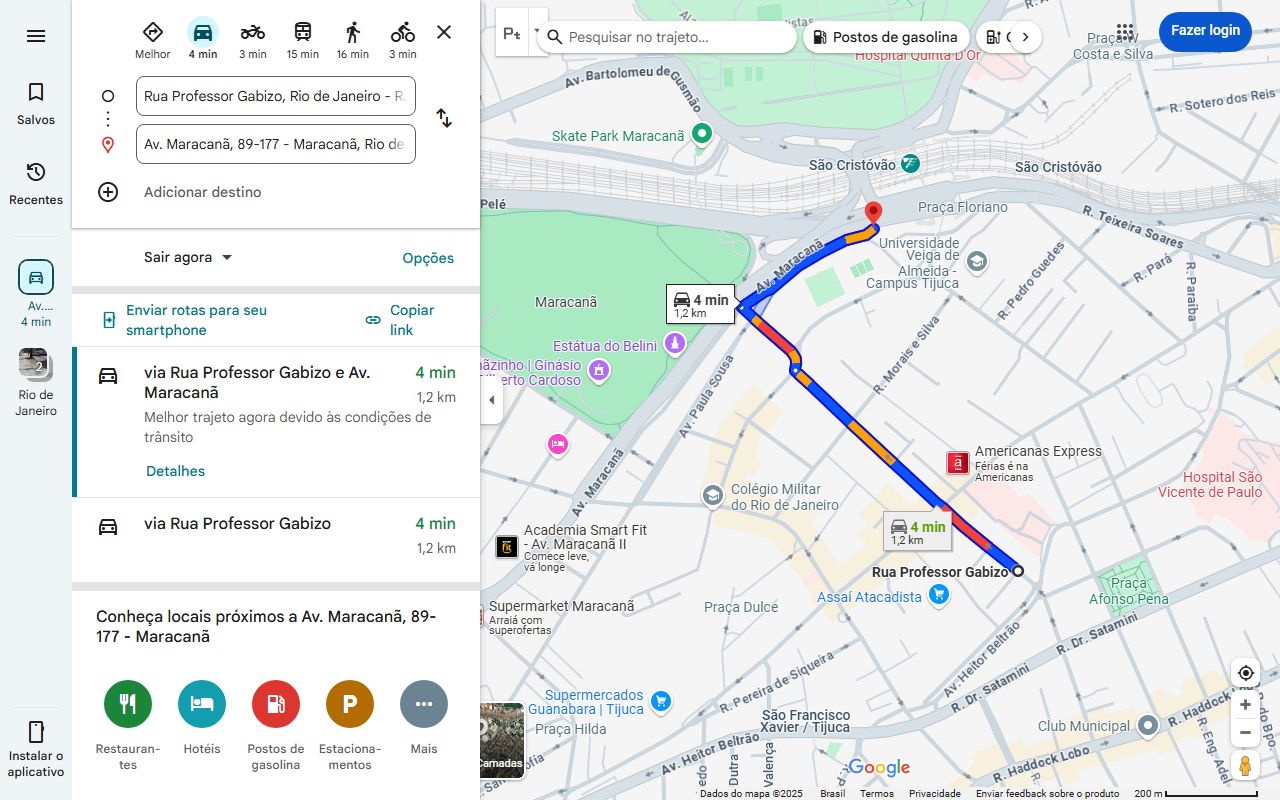 Melhor
4 min
3 min
15 min
16 min
3 min
Rua Professor Gabizo, Rio de Janeiro - R
Av. Maracanã, 89-177 - Maracanã, Rio de
Adicionar destino
Salvos
Recentes
Av....
4 min
2
Rio de
Janeiro
Instalar o
aplicativo
Sair agora
Opções
Enviar rotas para seu
smartphone
Copiar
link
via Rua Professor Gabizo e Av.
Maracanã
4 min
1,2 km
Melhor trajeto agora devido às condições de
trânsito
Detalhes
via Rua Professor Gabizo
4 min
1,2 km
Conheça locais próximos a Av. Maracanã, 89-
177 - Maracanã
Restauran-
tes
Hotéis
Postos de
gasolina
P
Estaciona-
mentos
Mais
Pt
Pesquisar no trajeto...
Postos de gasolina
Fazer login
Hospital Quinta D'Or
Praça W
Costa e Silva
Av. Bartolomeu de Gusmão
R. Sotero dos Reis
Skate Park Maracanã
São Cristóvão
São Cristóvão
Pelé
Praça Floriano
R. Teixeira Soares
Av. Maracanã
Universidade
Veiga de
Almeida -
Campus Tijuca
R. Pedro Guedes
R. Pará
R. Paraíba
Maracanã
4 min
1,2 km
Estátua do Belini
nãzinho | Ginásio
ilberto Cardoso
R. Morais e Silva
Av. Paula Sousa
Av. Maracanã
Americanas Express
Férias é na
Americanas
Hospital São
Vicente de Paulo
Colégio Militar
do Rio de Janeiro
Academia Smart Fit
- Av. Maracanã II
Comece leve,
vá longe
4 min
1,2 km
Rua Professor Gabizo
Assaí Atacadista
Praça
Afonso Pena
Supermarket Maracanã
Arraiá com
superofertas
Praça Dulce
R. Dr. Satamini
Av. Heitor Beltrão
R. Pereira de Siqueira
R. Dr. Satamini
Supermercados
Guanabara | Tijuca
Praça Hilda
São Francisco
Xavier / Tijuca
Club Municipal
R. Haddock
Av. Heitor Beltrão
R. Haddock Lobo
R. Eng. Adel
Dutra
Valença
Camadas
Google
Dados do mapa ©2025
Brasil
Termos
Privacidade
Enviar feedback sobre o produto
200 m